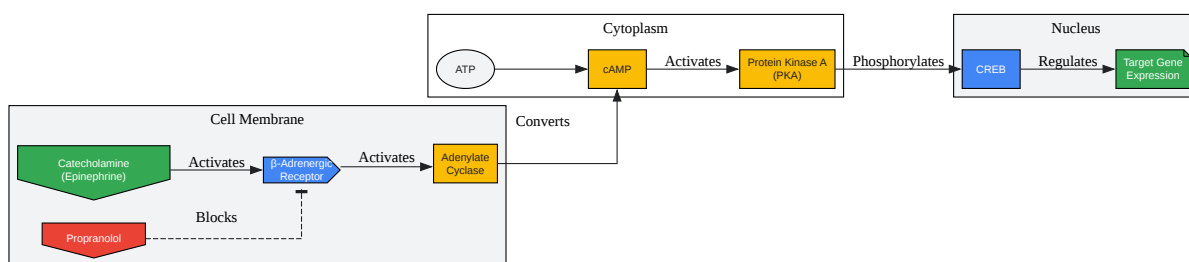 Cytoplasm
Nucleus
ATP
cAMP
Activates
Protein Kinase A
(PKA)
Phosphorylates
CREB
Regulates
Target Gene
Expression
Cell Membrane
Converts
Catecholamine
(Epinephrine)
Activates
β-Adrenergic
Receptor
Activates
Adenylate
Cyclase
Propranolol
Blocks